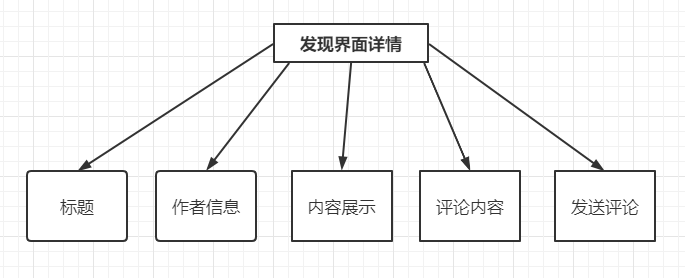 发现界面详情
标题
作者信息
内容展示
评论内容
发送评论